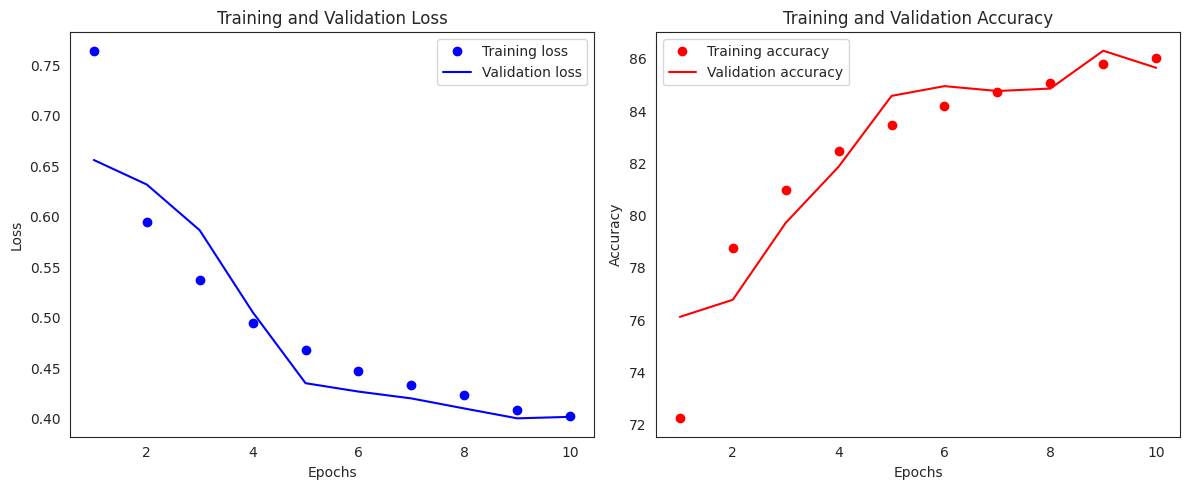 Training and Validation Loss
Training loss
Validation loss
0.75
0.70
0.65
0.60
0.55
0.50
0.45
0.40
Loss
2 4 6 8 10
Epochs
Training and Validation Accuracy
Training accuracy
Validation accuracy
86
84
82
80
78
76
74
72
Accuracy
2 4 6 8 10
Epochs